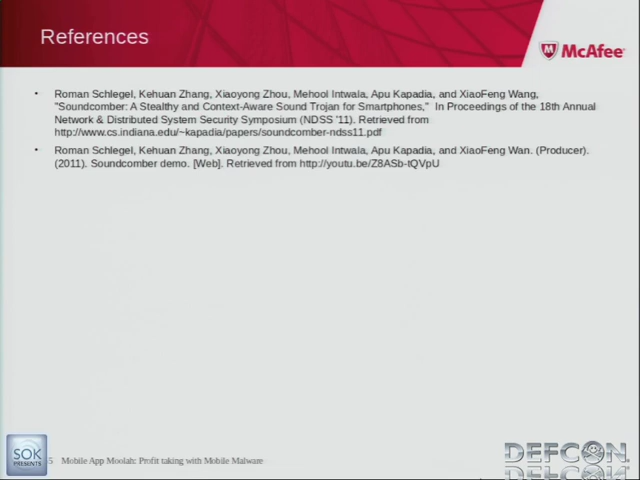 References
McAfee
• Roman Schlegel, Kehuan Zhang, Xiaoyong Zhou, Mehool Intwala, Apu Kapadia, and XiaoFeng Wang,
"Soundcomber: A Stealthy and Context-Aware Sound Trojan for Smartphones," In Proceedings of the 18th Annual
Network & Distributed System Security Symposium (NDSS '11). Retrieved from
http://www.cs.indiana.edu/~kapadia/papers/soundcomber-ndss11.pdf
• Roman Schlegel, Kehuan Zhang, Xiaoyong Zhou, Mehool Intwala, Apu Kapadia, and XiaoFeng Wan. (Producer).
(2011). Soundcomber demo. [Web]. Retrieved from http://youtu.be/Z8ASb-tQVpU
SOK
PRESENTS
5 Mobile App Moolah: Profit taking with Mobile Malware
DEFCON